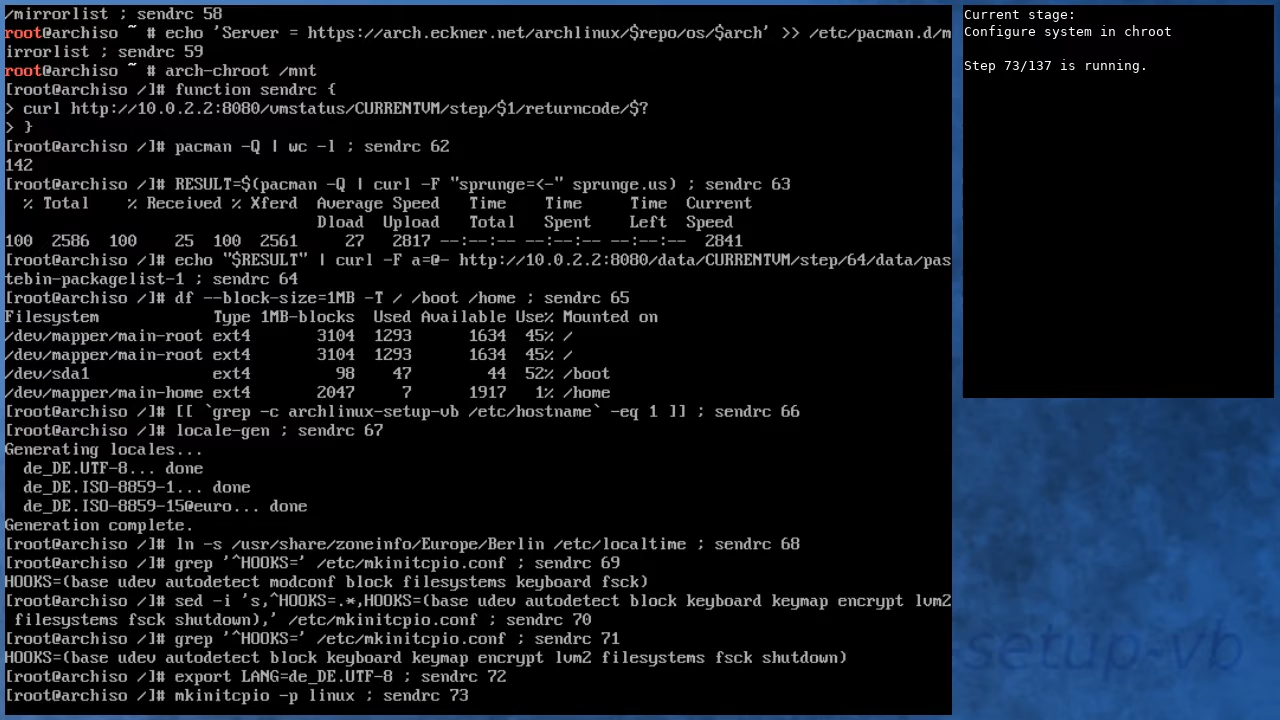 /mirrorlist ; sendrc 58
root@archiso ~ # echo 'Server = https://arch.eckner.net/archlinux/$repo/os/$arch' >> /etc/pacman.d/m
irrorlist ; sendrc 59
root@archiso ~ # arch-chroot /mnt
[root@archiso /]# function sendrc {
> curl http://10.0.2.2:8080/vmstatus/CURRENTVM/step/$1/returncode/$?
> }
[root@archiso /]# pacman -Q | wc -l ; sendrc 62
142
[root@archiso /]# RESULT=$(pacman -Q | curl -F "sprunge=<-" sprunge.us) ; sendrc 63
  % Total    % Received % Xferd  Average Speed   Time    Time     Time  Current
                                 Dload  Upload   Total   Spent    Left  Speed
100  2586  100    25  100  2561     27   2817 --:--:-- --:--:-- --:--:--  2841
[root@archiso /]# echo "$RESULT" | curl -F a=@- http://10.0.2.2:8080/data/CURRENTVM/step/64/data/pas
tebin-packagelist-1 ; sendrc 64
[root@archiso /]# df --block-size=1MB -T / /boot /home ; sendrc 65
Filesystem            Type 1MB-blocks  Used Available Use% Mounted on
/dev/mapper/main-root ext4       3104  1293      1634  45% /
/dev/mapper/main-root ext4       3104  1293      1634  45% /
/dev/sda1             ext4         98    47        44  52% /boot
/dev/mapper/main-home ext4       2047     7      1917   1% /home
[root@archiso /]# [[ `grep -c archlinux-setup-vb /etc/hostname` -eq 1 ]] ; sendrc 66
[root@archiso /]# locale-gen ; sendrc 67
Generating locales...
  de_DE.UTF-8... done
  de_DE.ISO-8859-1... done
  de_DE.ISO-8859-15@euro... done
Generation complete.
[root@archiso /]# ln -s /usr/share/zoneinfo/Europe/Berlin /etc/localtime ; sendrc 68
[root@archiso /]# grep '^HOOKS=' /etc/mkinitcpio.conf ; sendrc 69
HOOKS=(base udev autodetect modconf block filesystems keyboard fsck)
[root@archiso /]# sed -i 's,^HOOKS=.*,HOOKS=(base udev autodetect block keyboard keymap encrypt lvm2
 filesystems fsck shutdown),' /etc/mkinitcpio.conf ; sendrc 70
[root@archiso /]# grep '^HOOKS=' /etc/mkinitcpio.conf ; sendrc 71
HOOKS=(base udev autodetect block keyboard keymap encrypt lvm2 filesystems fsck shutdown)
[root@archiso /]# export LANG=de_DE.UTF-8 ; sendrc 72
[root@archiso /]# mkinitcpio -p linux ; sendrc 73
Current stage:
Configure system in chroot
Step 73/137 is running.
setup-vb